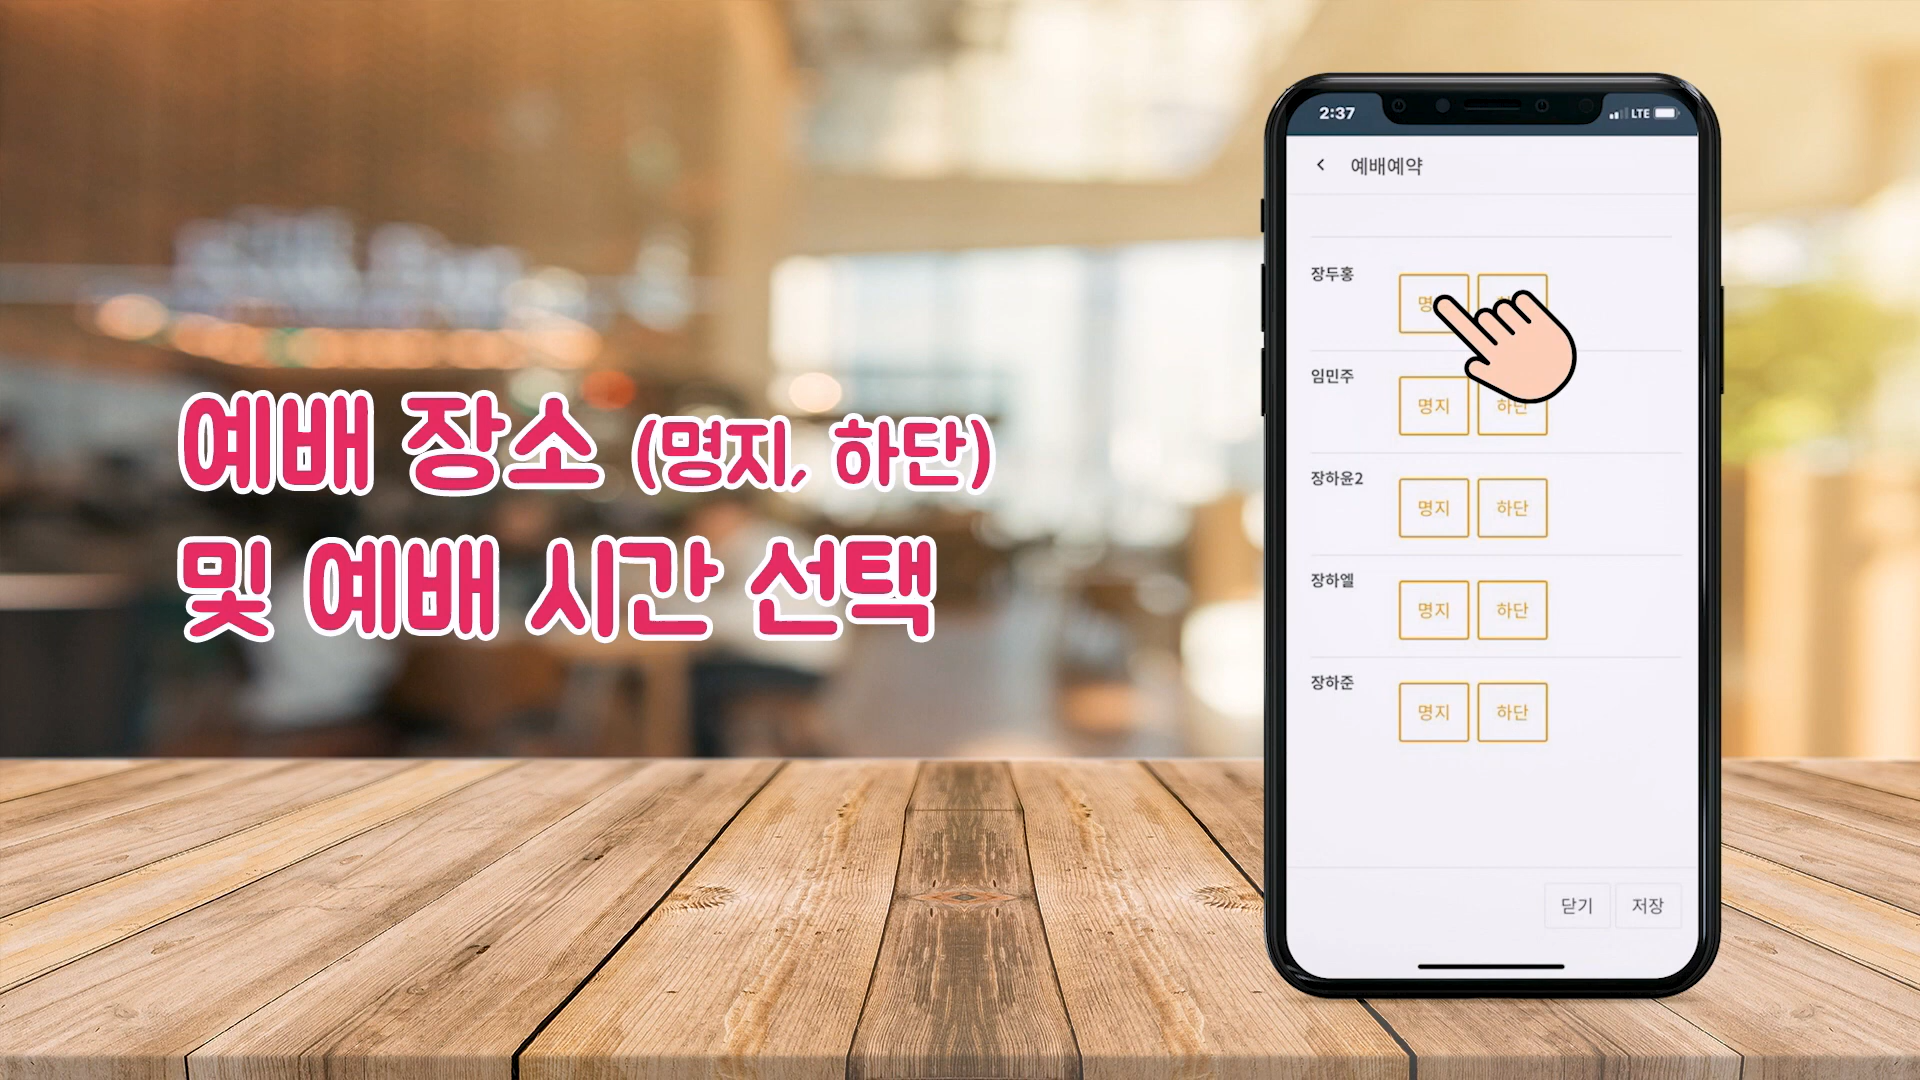 예배 장소 (명지, 하단)
및 예배 시간 선택
2:37
LTE
예배예약
장두홍
임민주
명지
하단
장하윤2
명지
하단
장하엘
명지
하단
장하준
명지
하단
닫기
저장